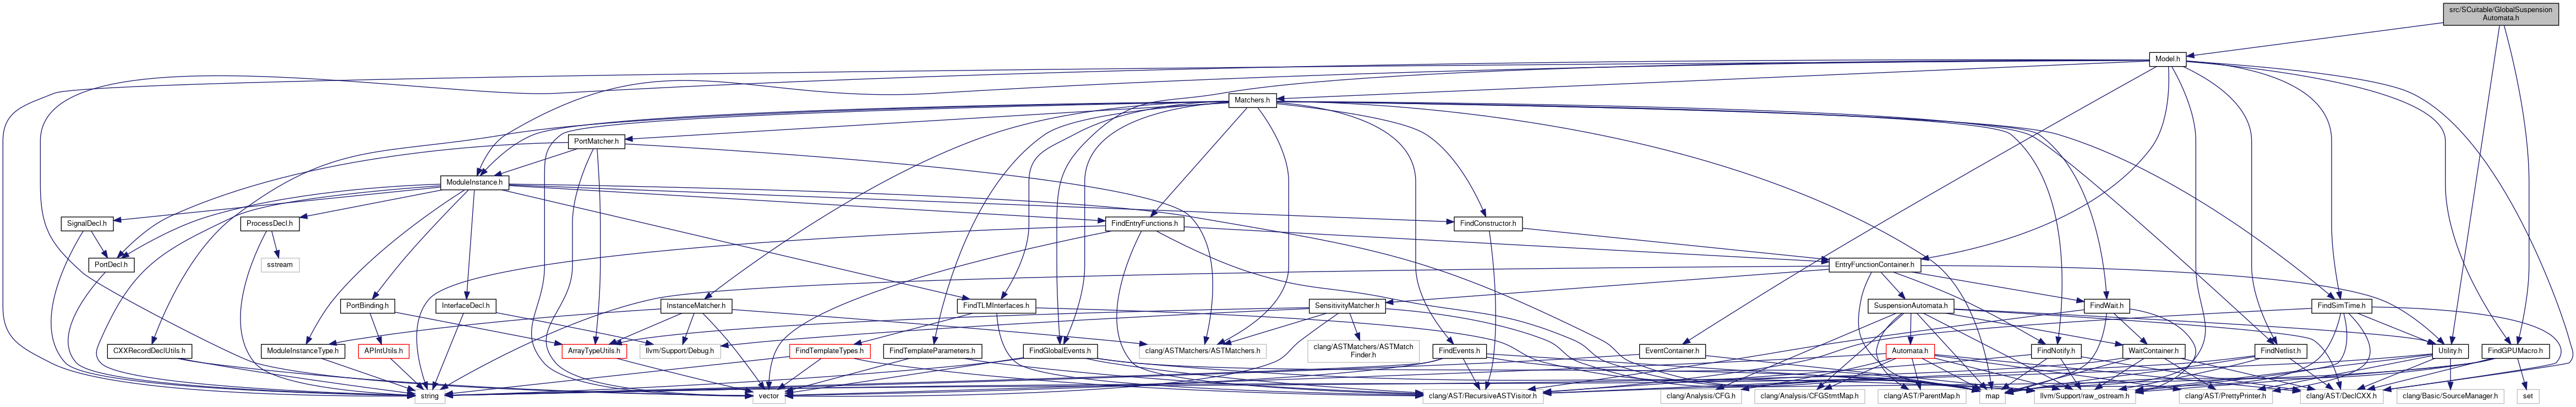 src/SCuitable/GlobalSuspension
Automata.h
Model.h
Matchers.h
PortMatcher.h
ModuleInstance.h
SignalDecl.h
ProcessDecl.h
FindEntryFunctions.h
FindConstructor.h
PortDecl.h
sstream
EntryFunctionContainer.h
PortBinding.h
InterfaceDecl.h
InstanceMatcher.h
FindTLMInterfaces.h
SensitivityMatcher.h
SuspensionAutomata.h
FindWait.h
FindSimTime.h
CXXRecordDeclUtils.h
ModuleInstanceType.h
APIntUtils.h
ArrayTypeUtils.h
llvm/Support/Debug.h
FindTemplateTypes.h
FindTemplateParameters.h
FindGlobalEvents.h
clang/ASTMatchers/ASTMatchers.h
clang/ASTMatchers/ASTMatch
Finder.h
FindEvents.h
EventContainer.h
Automata.h
FindNotify.h
WaitContainer.h
FindNetlist.h
Utility.h
FindGPUMacro.h
string
vector
clang/AST/RecursiveASTVisitor.h
clang/Analysis/CFG.h
clang/Analysis/CFGStmtMap.h
clang/AST/ParentMap.h
map
llvm/Support/raw_ostream.h
clang/AST/PrettyPrinter.h
clang/AST/DeclCXX.h
clang/Basic/SourceManager.h
set